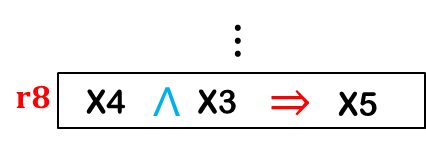 ⋮
r8 X4 ∧ X3 ⇒ X5